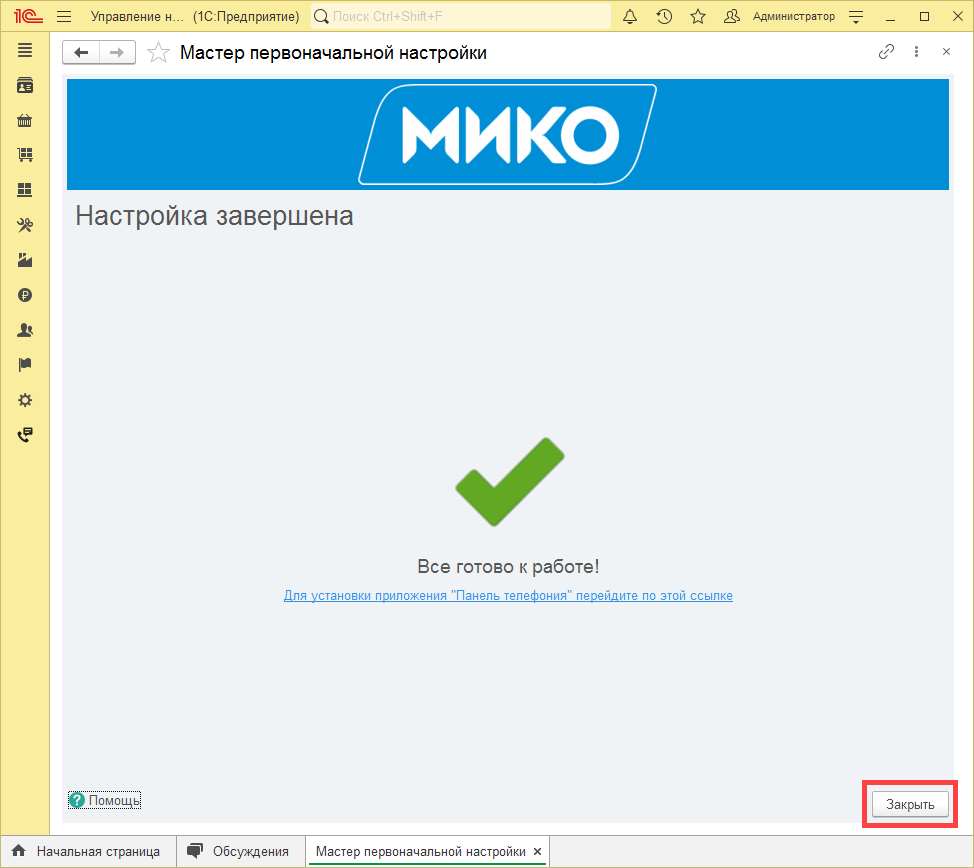 1С Управление н... (1С:Предприятие) Поиск Ctrl+Shift+F Администратор
Мастер первоначальной настройки
МИКО
Настройка завершена
Все готово к работе!
Для установки приложения "Панель телефония" перейдите по этой ссылке
? Помощь
Закрыть
Начальная страница Обсуждения Мастер первоначальной настройки